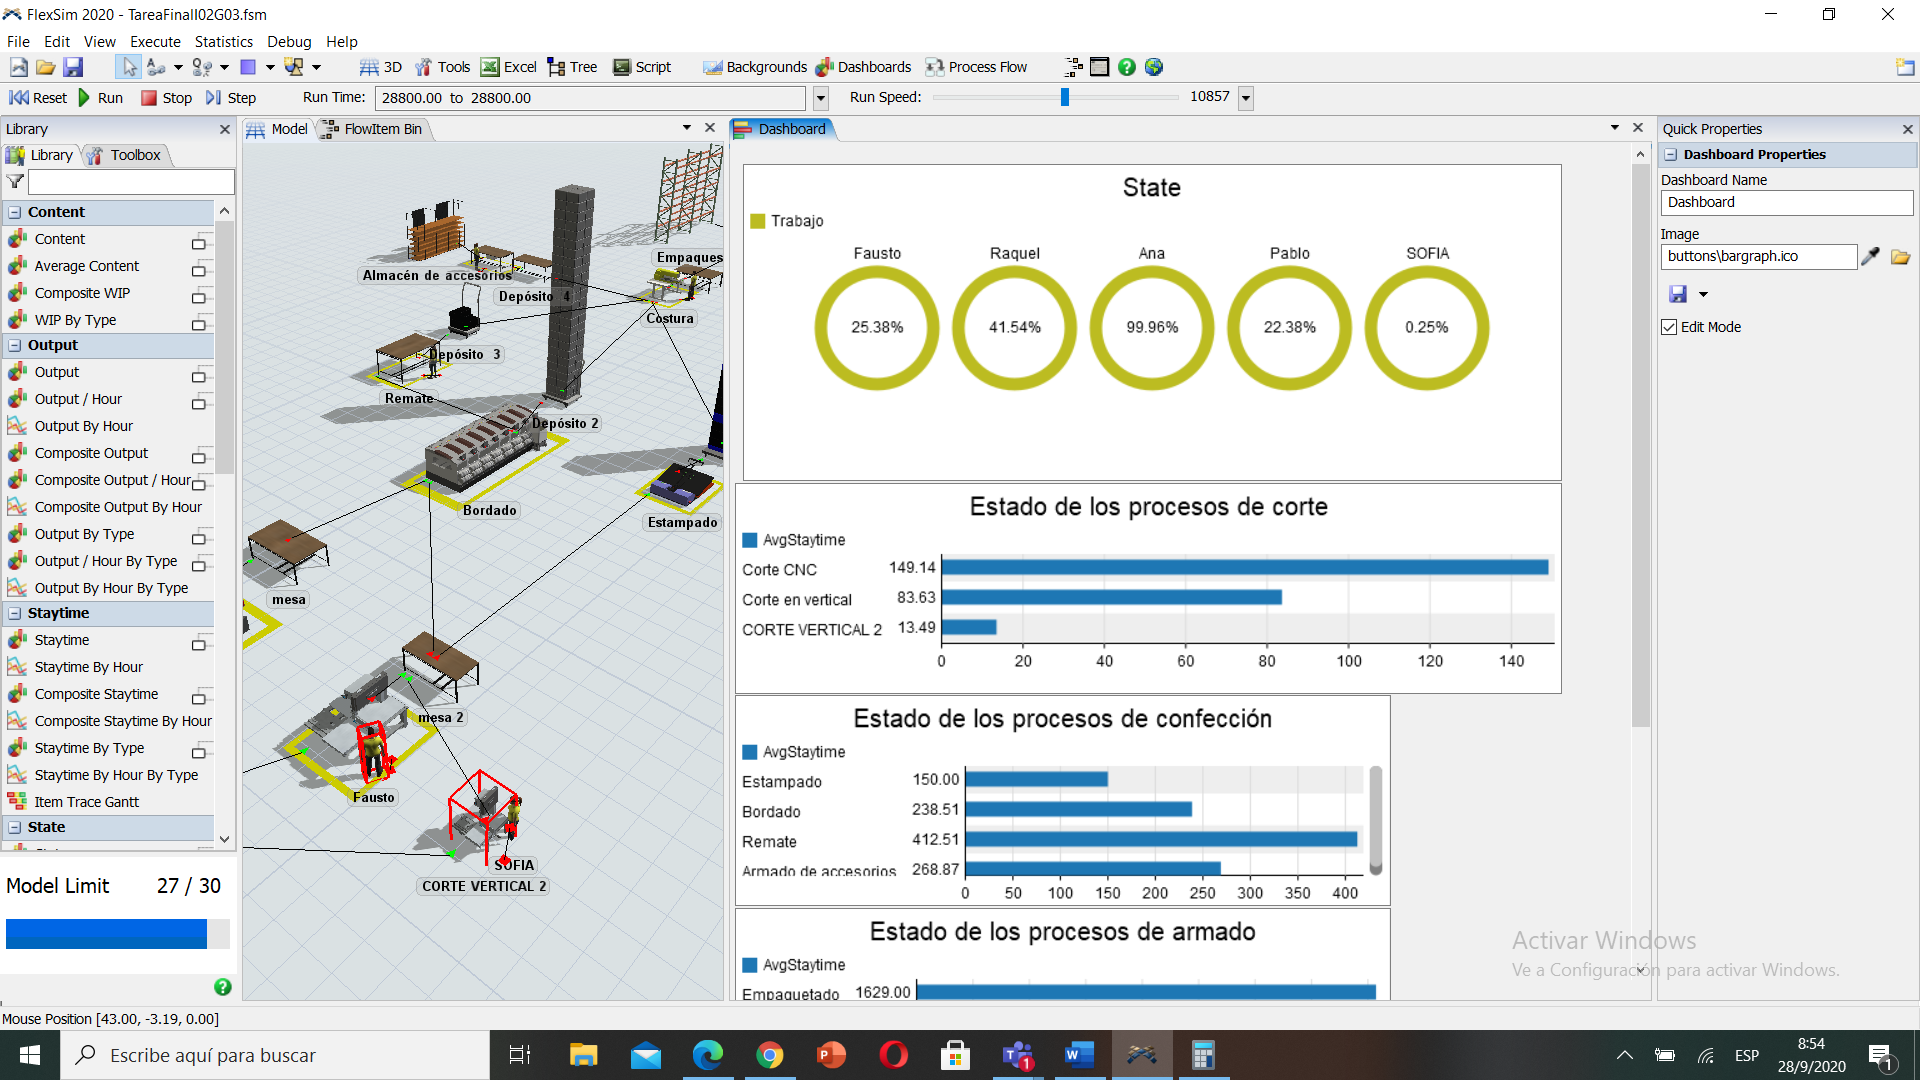 FlexSim 2020 - TareaFinalI02G03.fsm
File Edit View Execute Statistics Debug Help
3D Tools Excel Tree Script Backgrounds Dashboards Process Flow
Reset Run Stop Step Run Time: 28800.00 to 28800.00 Run Speed: 10857
Library
Library Toolbox
Content
Content
Average Content
Composite WIP
WIP By Type
Output
Output
Output / Hour
Output By Hour
Composite Output
Composite Output / Hour
Composite Output By Hour
Output By Type
Output / Hour By Type
Output By Hour By Type
Staytime
Staytime
Staytime By Hour
Composite Staytime
Composite Staytime By Hour
Staytime By Type
Staytime By Hour By Type
Item Trace Gantt
State
Model Limit 27 / 30
Model FlowItem Bin
Empaques
Almacén de accesorios
Depósito 4
Costura
Depósito 3
Remate
Depósito 2
Bordado
Estampado
mesa
mesa 2
Fausto
SOFIA
CORTE VERTICAL 2
Dashboard
State
Trabajo
Fausto Raquel Ana Pablo SOFIA
25.38% 41.54% 99.96% 22.38% 0.25%
Estado de los procesos de corte
AvgStaytime
Corte CNC 149.14
Corte en vertical 83.63
CORTE VERTICAL 2 13.49
0 20 40 60 80 100 120 140
Estado de los procesos de confección
AvgStaytime
Estampado 150.00
Bordado 238.51
Remate 412.51
Armado de accesorios 268.87
0 50 100 150 200 250 300 350 400
Estado de los procesos de armado
AvgStaytime
Empaquetado 1629.00
Quick Properties
Dashboard Properties
Dashboard Name
Dashboard
Image
buttons\bargraph.ico
Edit Mode
Activar Windows
Ve a Configuración para activar Windows.
Mouse Position [43.00, -3.19, 0.00]
Escribe aquí para buscar
ESP
8:54
28/9/2020
1
1